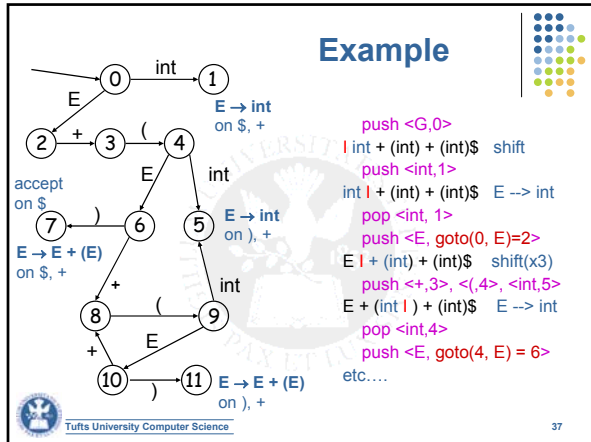 Example
0 int 1
E
E → int
on $, +
2 + 3 ( 4
E
int
accept
on $
7 ) 6 5
E → int
on ), +
E → E + (E)
on $, +
+
int
8 ( 9
+
E
10 ) 11
E → E + (E)
on ), +
push <G,0>
I int + (int) + (int)$ shift
push <int,1>
int I + (int) + (int)$ E --> int
pop <int, 1>
push <E, goto(0, E)=2>
E I + (int) + (int)$ shift(x3)
push <+,3>, <(,4>, <int,5>
E + (int I ) + (int)$ E --> int
pop <int,4>
push <E, goto(4, E) = 6>
etc....
Tufts University Computer Science
37